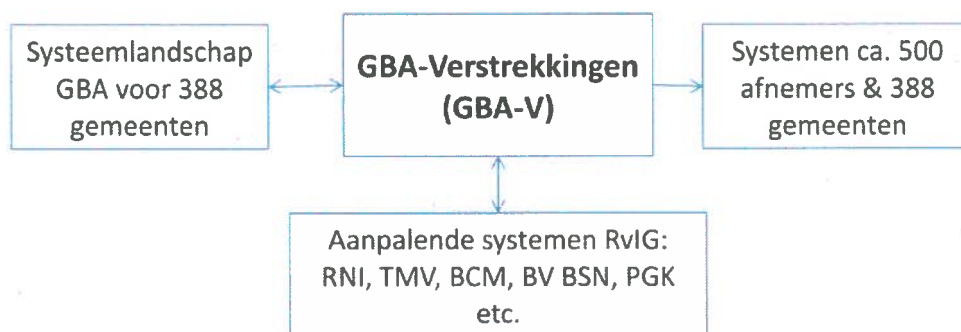 Systeemlandschap
GBA voor 388
gemeenten
GBA-Verstrekkingen
(GBA-V)
Systemen ca. 500
afnemers & 388
gemeenten
Aanpalende systemen RvIG:
RNI, TMV, BCM, BV BSN, PGK
etc.